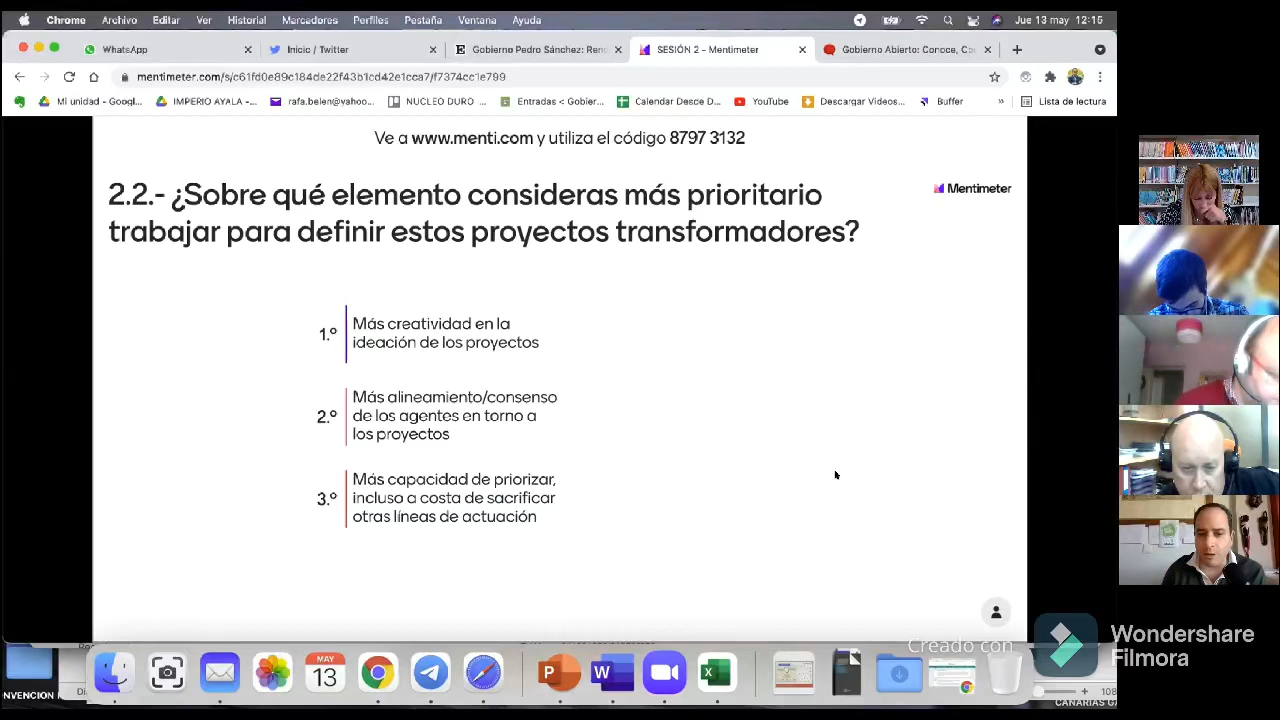 Chrome Archivo Editar Ver Historial Marcadores Perfiles Pestaña Ventana Ayuda Jue 13 may 12:15
WhatsApp Inicio / Twitter Gobierno Pedro Sánchez: Ren SESIÓN 2 - Mentimeter Gobierno Abierto: Conoce, Co
mentimeter.com/s/c61fd0e89c184de22f43b1cd42e1cca7/f7374cc1e799
Mi unidad - Googl... IMPERIO AYALA -... rafa.belen@yahoo... NUCLEO DURO ... Entradas < Gobier... Calendar Desde D... YouTube Descargar Videos... Buffer » Lista de lectura
Ve a www.menti.com y utiliza el código 8797 3132
2.2.- ¿Sobre qué elemento consideras más prioritario
trabajar para definir estos proyectos transformadores?
Mentimeter
1.º Más creatividad en la
ideación de los proyectos
2.º Más alineamiento/consenso
de los agentes en torno a
los proyectos
3.º Más capacidad de priorizar,
incluso a costa de sacrificar
otras líneas de actuación
Creado con
Wondershare
Filmora
MAY
13
NVENCION
108